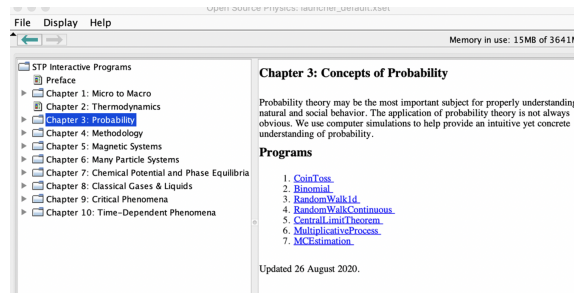 Open Source Physics: launcher_default.xset
File Display Help
Memory in use: 15MB of 3641M
STP Interactive Programs
Preface
Chapter 1: Micro to Macro
Chapter 2: Thermodynamics
Chapter 3: Probability
Chapter 4: Methodology
Chapter 5: Magnetic Systems
Chapter 6: Many Particle Systems
Chapter 7: Chemical Potential and Phase Equilibria
Chapter 8: Classical Gases & Liquids
Chapter 9: Critical Phenomena
Chapter 10: Time-Dependent Phenomena
Chapter 3: Concepts of Probability
Probability theory may be the most important subject for properly understanding
natural and social behavior. The application of probability theory is not always
obvious. We use computer simulations to help provide an intuitive yet concrete
understanding of probability.
Programs
1. CoinToss
2. Binomial
3. RandomWalk1d
4. RandomWalkContinuous
5. CentralLimitTheorem
6. MultiplicativeProcess
7. MCEstimation
Updated 26 August 2020.